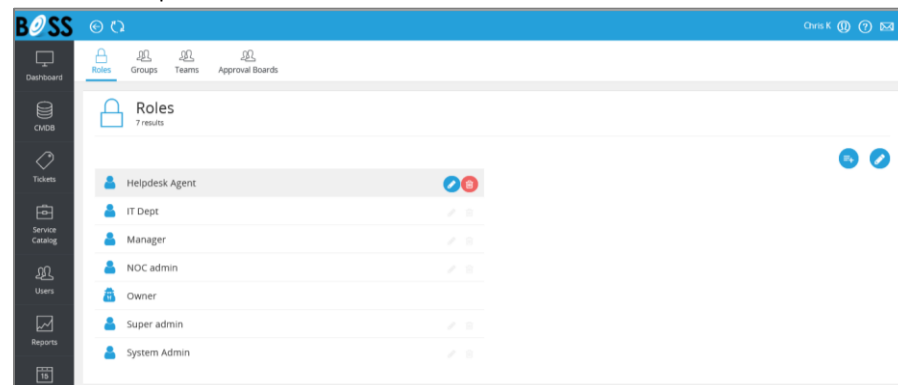 BOSS
Chris K
Dashboard
CMDB
Tickets
Service
Catalog
Users
Reports
15
Roles
Groups
Teams
Approval Boards
Roles
7 results
Helpdesk Agent
IT Dept
Manager
NOC admin
Owner
Super admin
System Admin